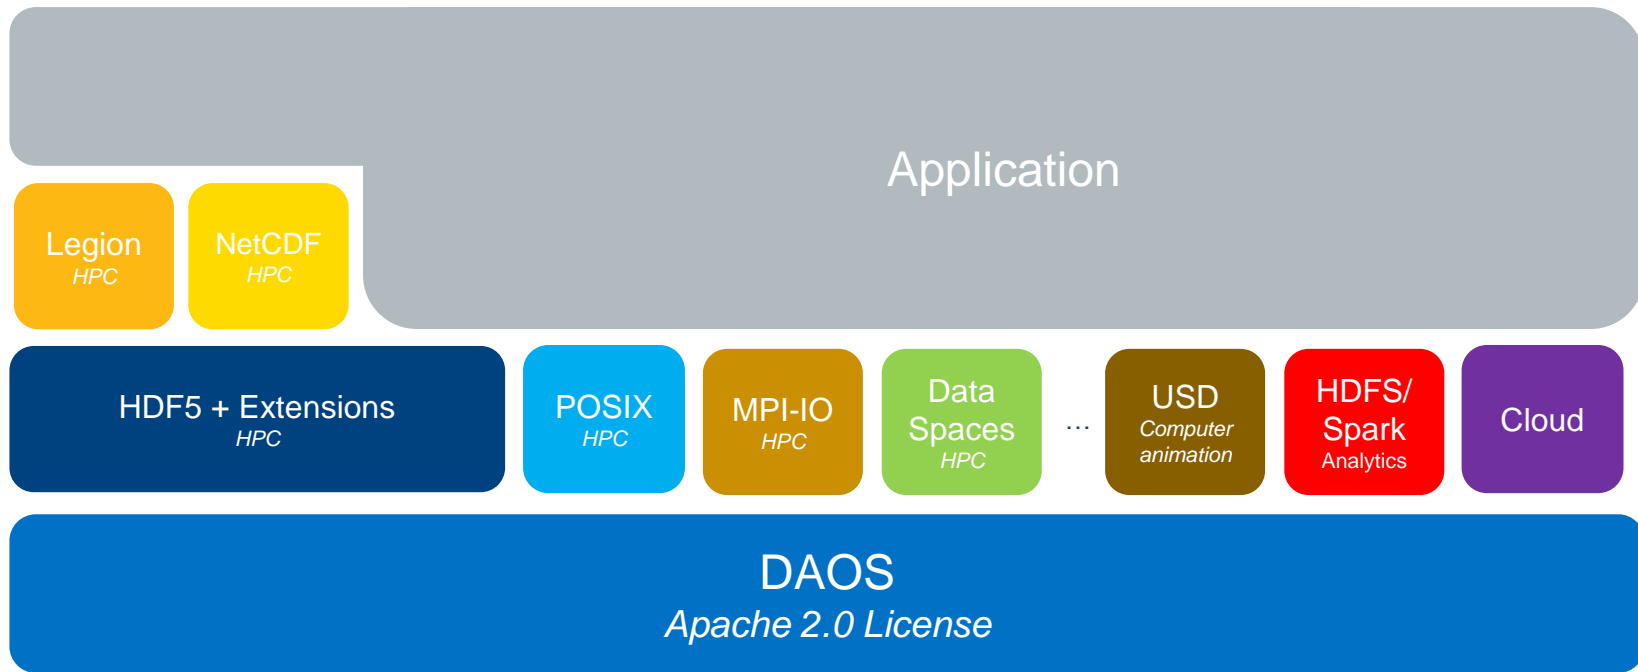 Application
Legion
HPC
NetCDF
HPC
HDF5 + Extensions
HPC
POSIX
HPC
MPI-IO
HPC
Data
Spaces
HPC
...
USD
Computer
animation
HDFS/
Spark
Analytics
Cloud
DAOS
Apache 2.0 License